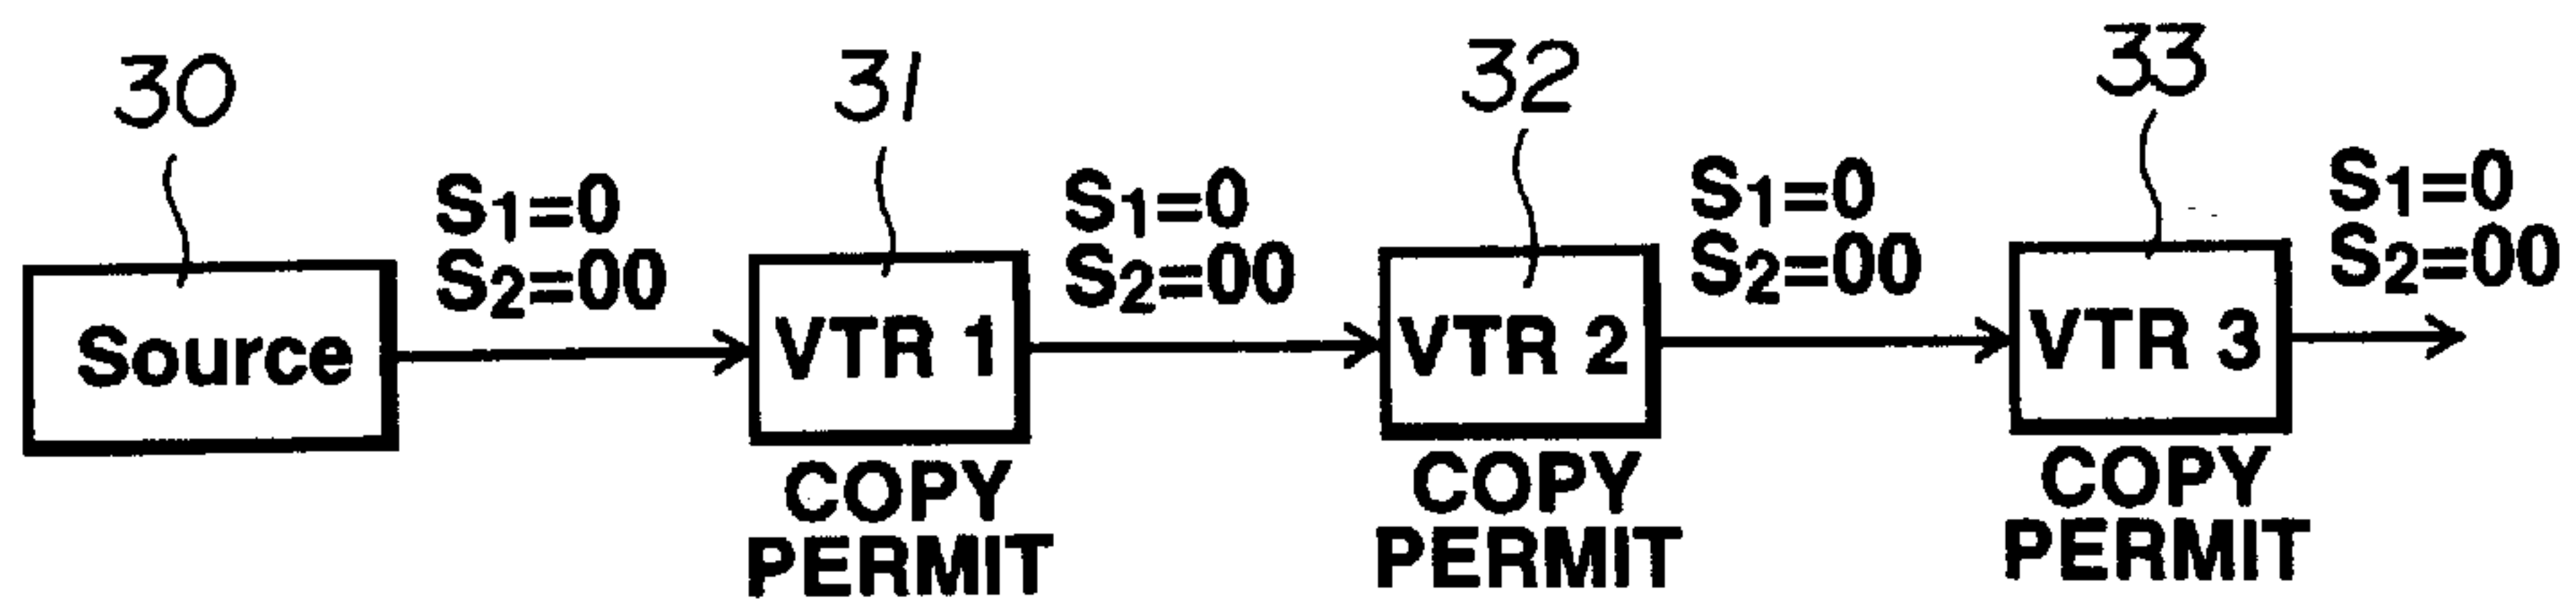 30
31
32
33
S1=0
S2=00
S1=0
S2=00
S1=0
S2=00
S1=0
S2=00
Source
VTR 1
VTR 2
VTR 3
COPY
PERMIT
COPY
PERMIT
COPY
PERMIT